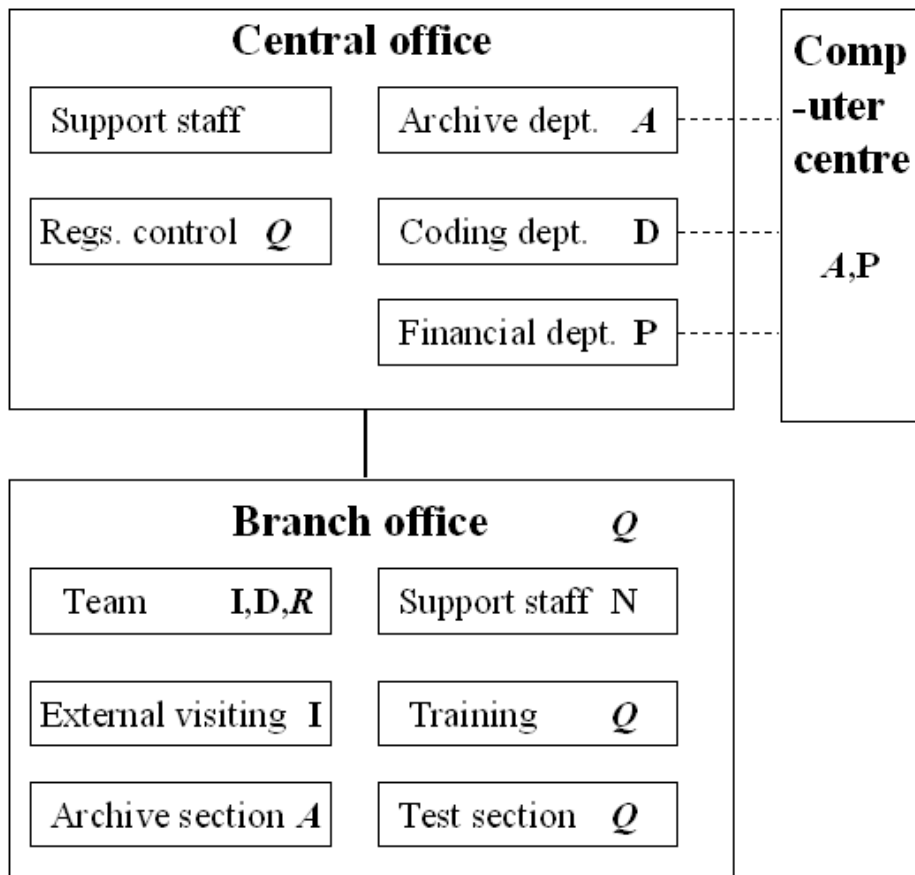 Central office
Support staff
Archive dept. A
Regs. control Q
Coding dept. D
Financial dept. P
Comp
-uter
centre
A,P
Branch office Q
Team I,D,R
Support staff N
External visiting I
Training Q
Archive section A
Test section Q